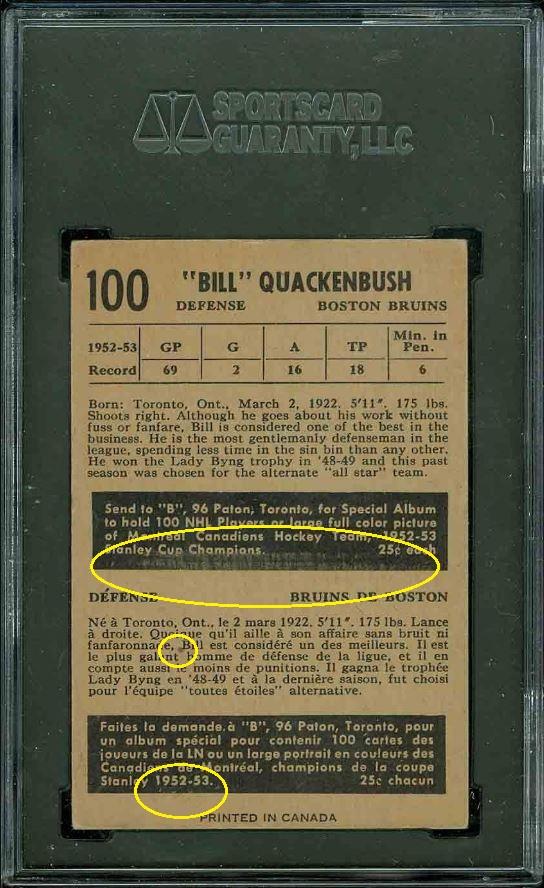 SPORTSCARD
GUARANTY, LLC
100 "BILL" QUACKENBUSH
DEFENSE BOSTON BRUINS
1952-53 GP G A TP Min. in Pen.
Record 69 2 16 18 6
Born: Toronto, Ont., March 2, 1922. 5'11". 175 lbs.
Shoots right. Although he goes about his work without
fuss or fanfare, Bill is considered one of the best in the
business. He is the most gentlemanly defenseman in the
league, spending less time in the sin bin than any other.
He won the Lady Byng trophy in '48-49 and this past
season was chosen for the alternate "all star" team.
Send to "B", 96 Paton, Toronto, for Special Album
to hold 100 NHL Players or large full color picture
of Montreal Canadiens Hockey Team, 1952-53
Stanley Cup Champions. 25c each
DÉFENSE BRUINS DE BOSTON
Né à Toronto, Ont., le 2 mars 1922. 5'11". 175 lbs. Lance
à droite. Quoique qu'il aille à son affaire sans bruit ni
fanfaronnare, Bill est considéré un des meilleurs. Il est
le plus galant homme de défense de la ligue, et il en
compte aussi le moins de punitions. Il gagna le trophée
Lady Byng en '48-49 et à la dernière saison, fut choisi
pour l'équipe "toutes étoiles" alternative.
Faites la demande à "B", 96 Paton, Toronto, pour
un album spécial pour contenir 100 cartes des
joueurs de la LN ou un large portrait en couleurs des
Canadiens de Montréal, champions de la coupe
Stanley 1952-53. 25c chacun
PRINTED IN CANADA